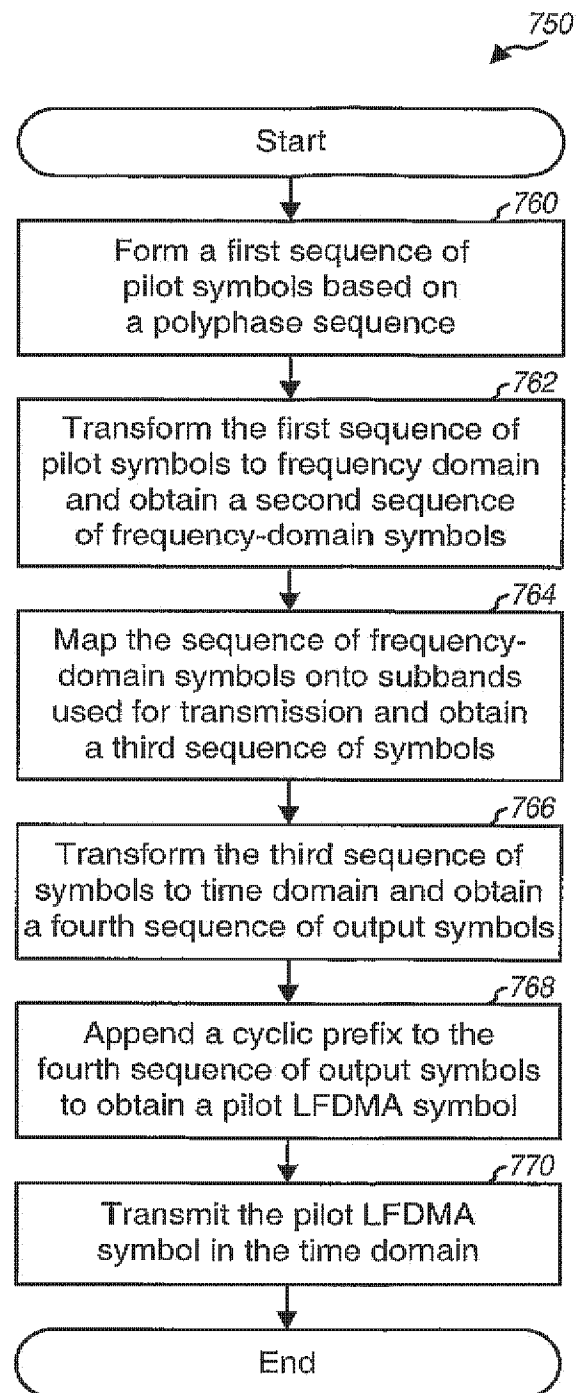 750
Start
760
Form a first sequence of
pilot symbols based on
a polyphase sequence
762
Transform the first sequence of
pilot symbols to frequency domain
and obtain a second sequence
of frequency-domain symbols
764
Map the sequence of frequency-
domain symbols onto subbands
used for transmission and obtain
a third sequence of symbols
766
Transform the third sequence of
symbols to time domain and obtain
a fourth sequence of output symbols
768
Append a cyclic prefix to the
fourth sequence of output symbols
to obtain a pilot LFDMA symbol
770
Transmit the pilot LFDMA
symbol in the time domain
End